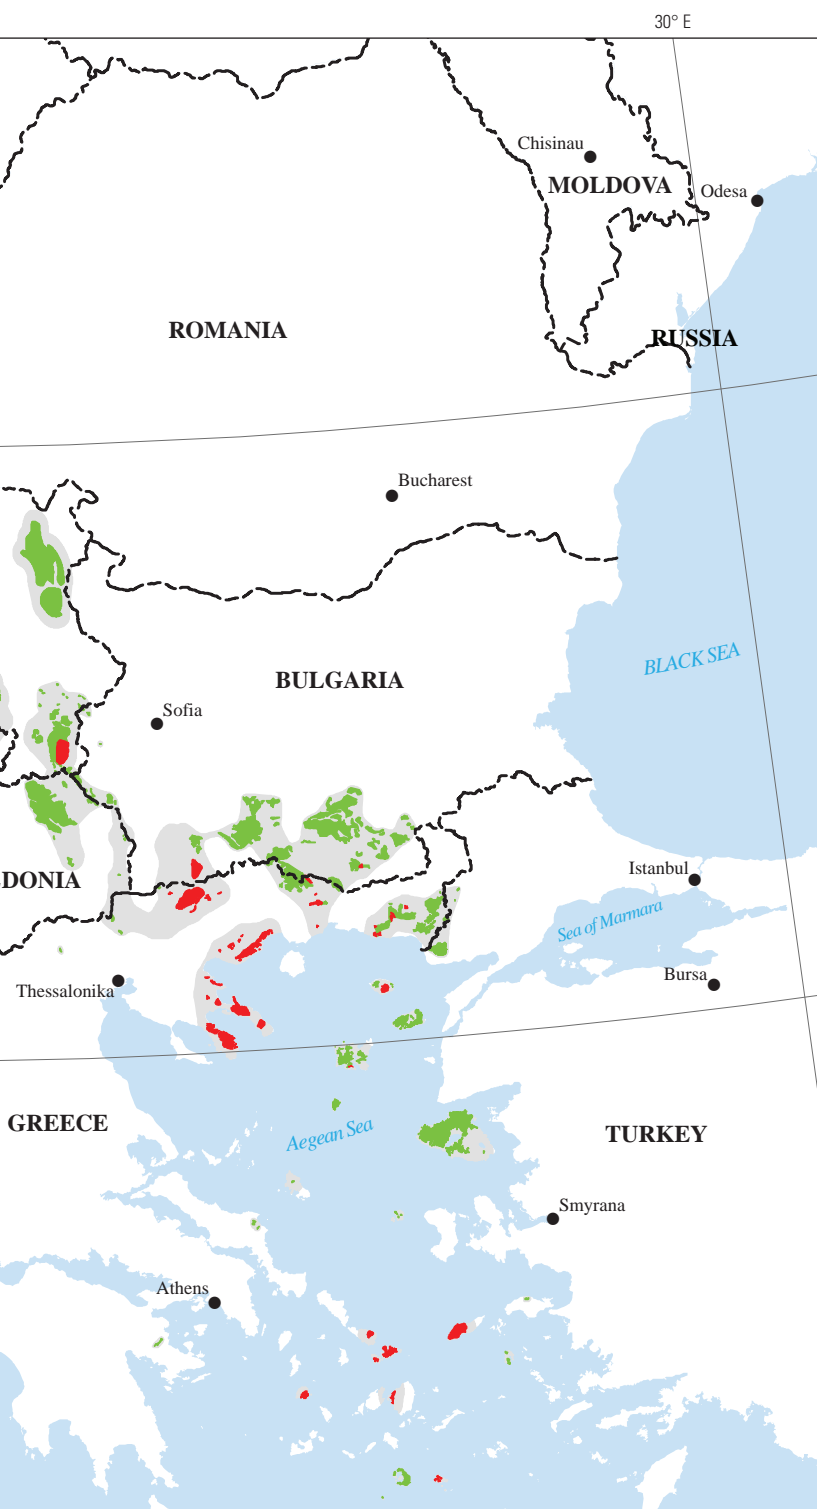 30° E
Chisinau
MOLDOVA
Odesa
ROMANIA
RUSSIA
Bucharest
BLACK SEA
BULGARIA
Sofia
Istanbul
DONIA
Sea of Marmara
Bursa
Thessalonika
GREECE
Aegean Sea
TURKEY
Smyrana
Athens